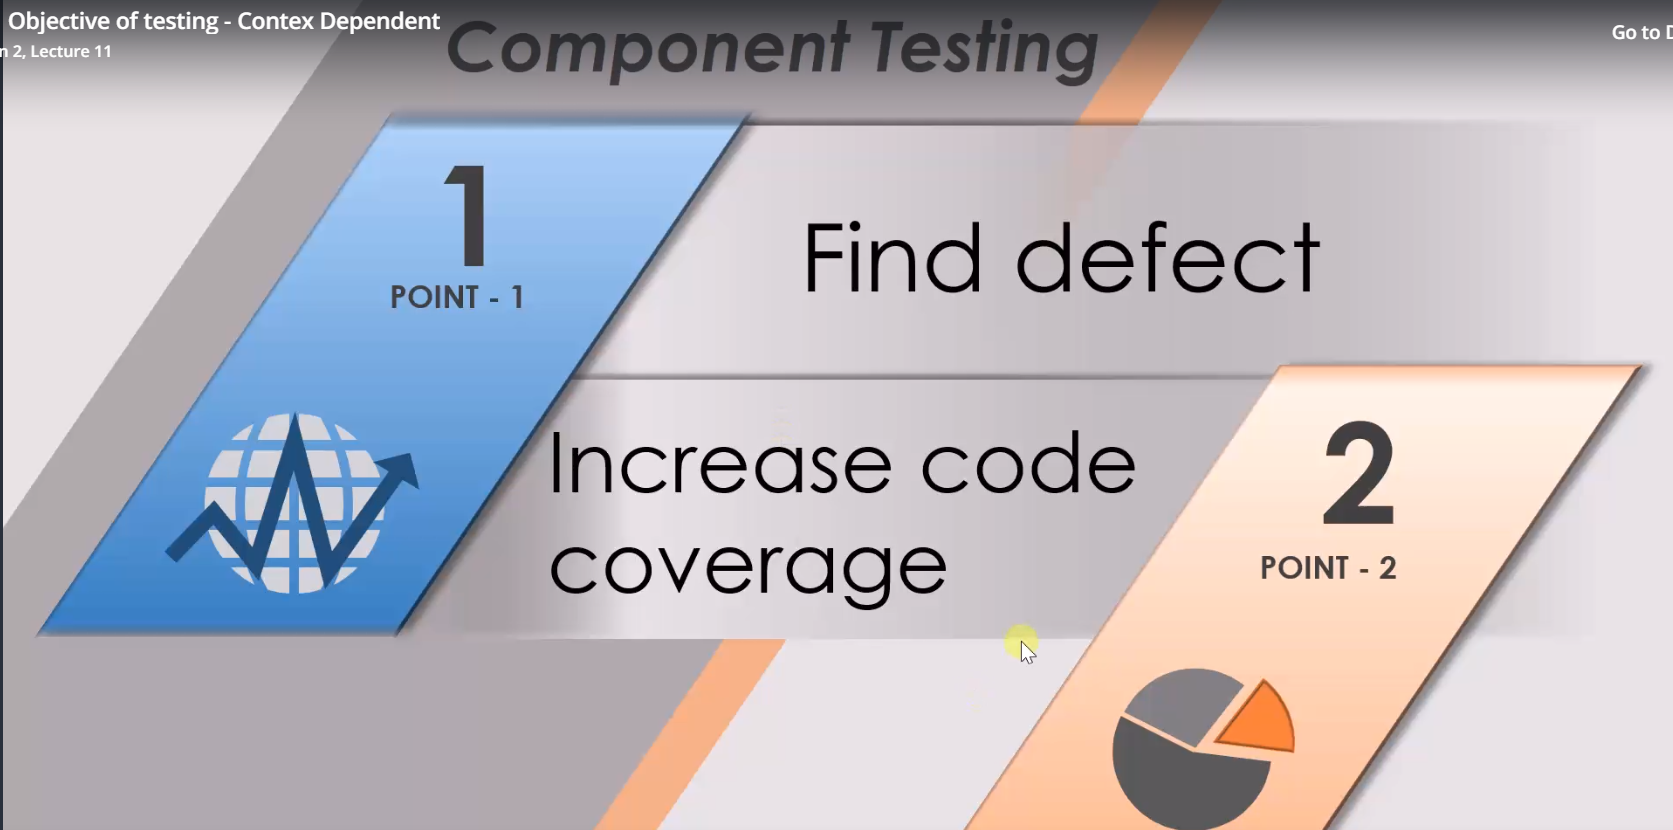 Objective of testing - Contex Dependent
2, Lecture 11
Go to
Component Testing
1
POINT - 1
Find defect
Increase code
coverage
2
POINT - 2